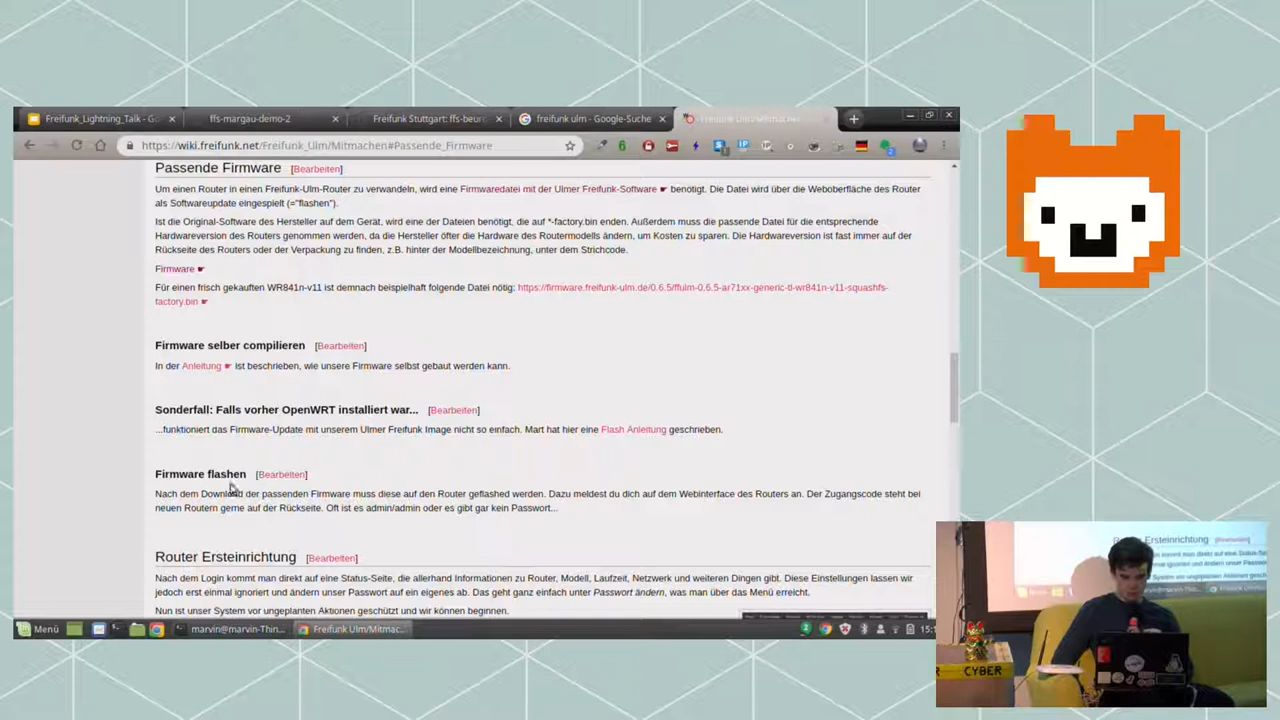 Freifunk_Lightning_Talk - Go
ffs-margau-demo-2
Freifunk Stuttgart: ffs-beur
freifunk ulm - Google-Suche
Freifunk Ulm/Mitmachen
https://wiki.freifunk.net/Freifunk_Ulm/Mitmachen#Passende_Firmware
Passende Firmware [Bearbeiten]
Um einen Router in einen Freifunk-Ulm-Router zu verwandeln, wird eine Firmwaredatei mit der Ulmer Freifunk-Software benötigt. Die Datei wird über die Weboberfläche des Router
als Softwareupdate eingespielt (="flashen").
Ist die Original-Software des Hersteller auf dem Gerät, wird eine der Dateien benötigt, die auf *-factory.bin enden. Außerdem muss die passende Datei für die entsprechende
Hardwareversion des Routers genommen werden, da die Hersteller öfter die Hardware des Routermodells ändern, um Kosten zu sparen. Die Hardwareversion ist fast immer auf der
Rückseite des Routers oder der Verpackung zu finden, z.B. hinter der Modellbezeichnung, unter dem Strichcode.
Firmware
Für einen frisch gekauften WR841n-v11 ist demnach beispielhaft folgende Datei nötig: https://firmware.freifunk-ulm.de/0.6.5/ffulm-0.6.5-ar71xx-generic-tl-wr841n-v11-squashfs-
factory.bin
Firmware selber compilieren [Bearbeiten]
In der Anleitung ist beschrieben, wie unsere Firmware selbst gebaut werden kann.
Sonderfall: Falls vorher OpenWRT installiert war... [Bearbeiten]
...funktioniert das Firmware-Update mit unserem Ulmer Freifunk Image nicht so einfach. Mart hat hier eine Flash Anleitung geschrieben.
Firmware flashen [Bearbeiten]
Nach dem Download der passenden Firmware muss diese auf den Router geflashed werden. Dazu meldest du dich auf dem Webinterface des Routers an. Der Zugangscode steht bei
neuen Routern gerne auf der Rückseite. Oft ist es admin/admin oder es gibt gar kein Passwort...
Router Ersteinrichtung [Bearbeiten]
Nach dem Login kommt man direkt auf eine Status-Seite, die allerhand Informationen zu Router, Modell, Laufzeit, Netzwerk und weiteren Dingen gibt. Diese Einstellungen lassen wir
jedoch erst einmal ignoriert und ändern unser Passwort auf ein eigenes ab. Das geht ganz einfach unter Passwort ändern, was man über das Menü erreicht.
Nun ist unser System vor ungeplanten Aktionen geschützt und wir können beginnen.
Menü
marvin@marvin-Thin...
Freifunk Ulm/Mitmac...
15:1
Router Ersteinrichtung
CYBER